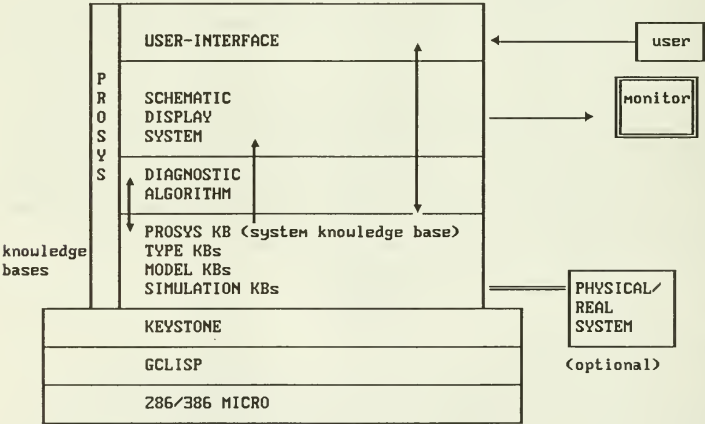 USER-INTERFACE
user
PROSYS
SCHEMATIC
DISPLAY
SYSTEM
Monitor
DIAGNOSTIC
ALGORITHM
knowledge
bases
PROSYS KB (system knowledge base)
TYPE KBs
MODEL KBs
SIMULATION KBs
PHYSICAL/
REAL
SYSTEM
(optional)
KEYSTONE
GCLISP
286/386 MICRO